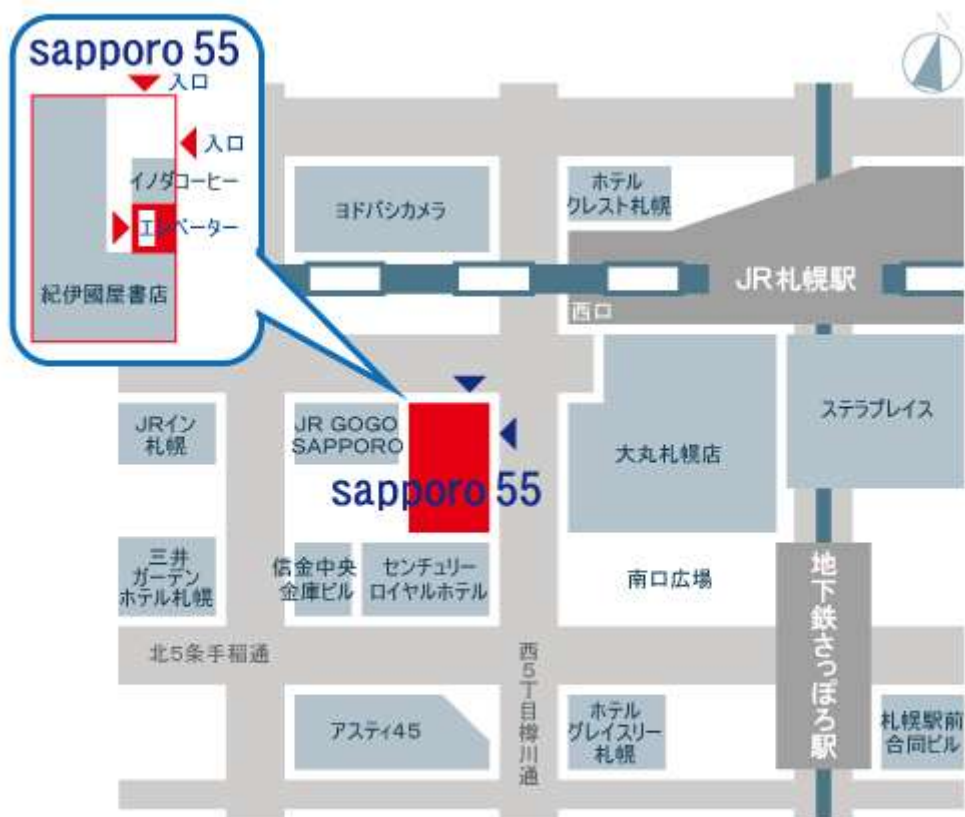 sapporo 55
入口
入口
イノダコーヒー
エレベーター
紀伊國屋書店
N
ヨドバシカメラ
ホテル
クレスト札幌
JR札幌駅
西口
JRイン
札幌
JR GOGO
SAPPORO
sapporo 55
大丸札幌店
ステラプレイス
三井
ガーデン
ホテル札幌
信金中央
金庫ビル
センチュリー
ロイヤルホテル
南口広場
地下鉄さっぽろ駅
北5条手稲通
西5丁目樽川通
アスティ45
ホテル
グレイスリー
札幌
札幌駅前
合同ビル